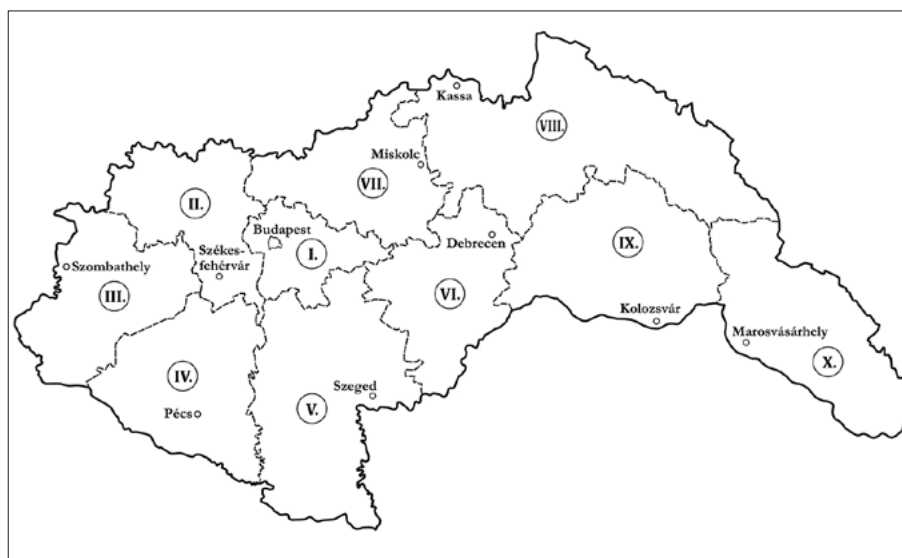 Kassa
VIII.
Miskolc
VII.
II.
Budapest
Debrecen
IX.
Székes-
fehérvár
I.
Szombathely
III.
VI.
Kolozsvár
Marosvásárhely
X.
IV.
Szeged
V.
Pécs